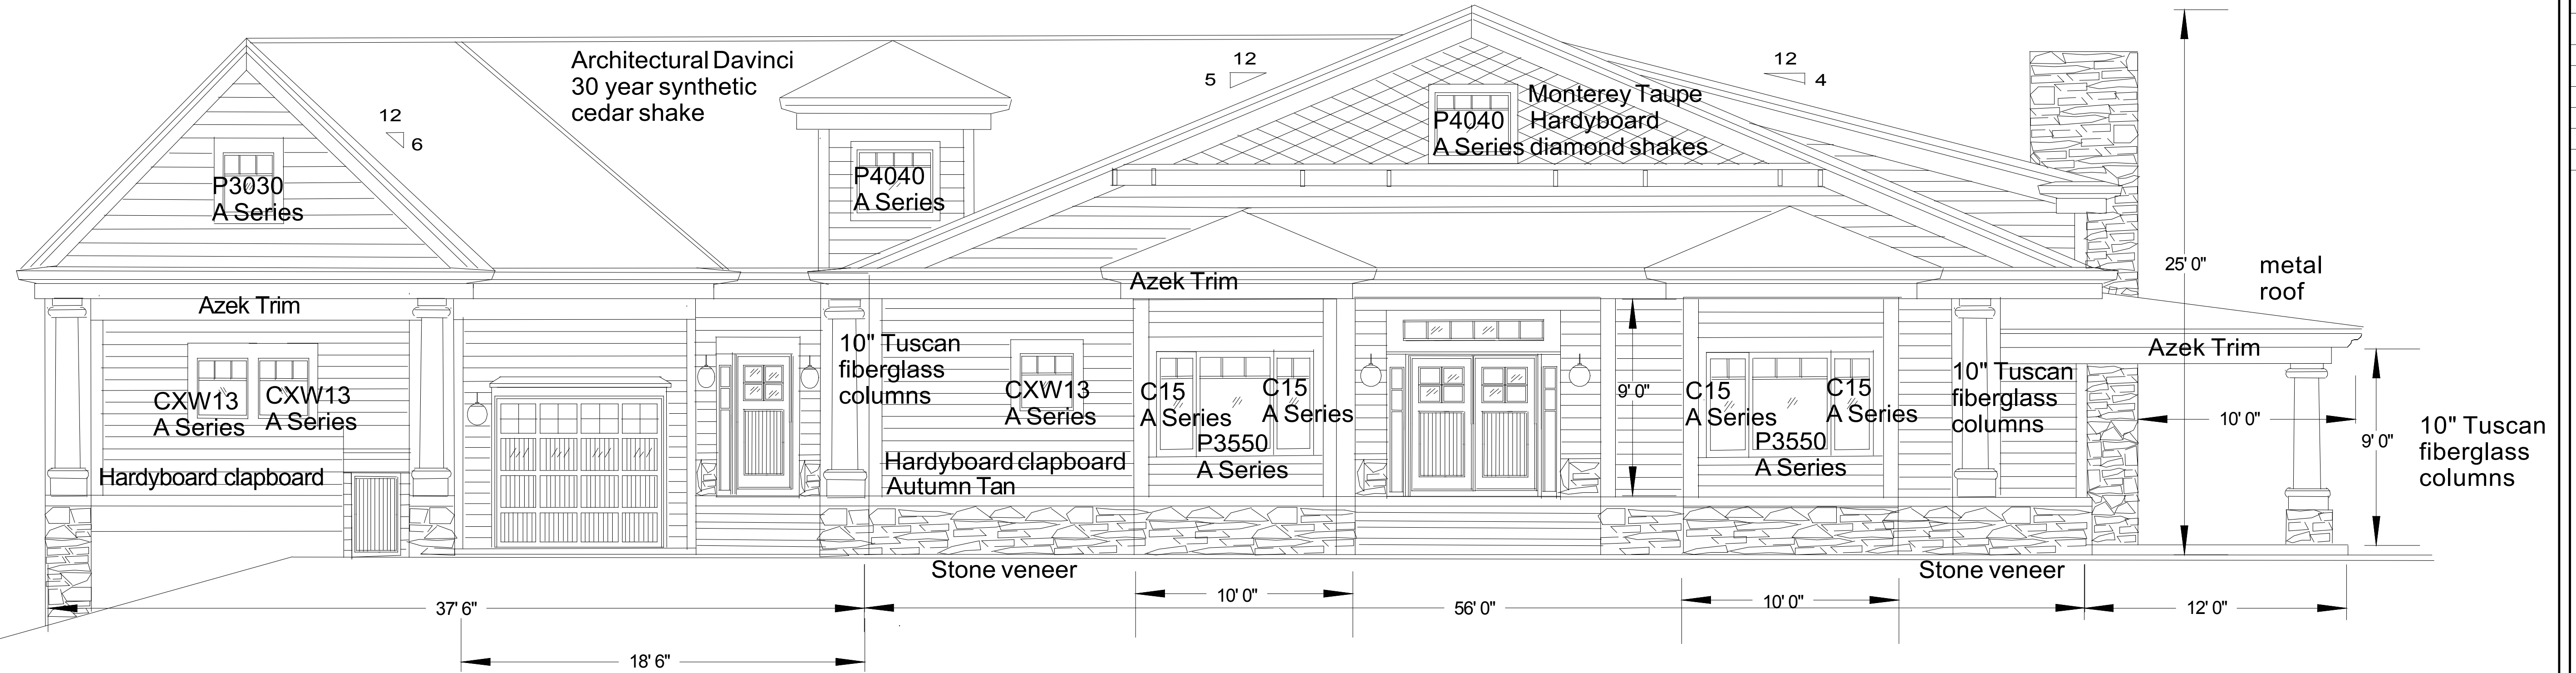 Architectural Davinci
30 year synthetic
cedar shake
12
6
12
5
12
4
P3030
A Series
P4040
A Series
P4040
A Series
Monterey Taupe
Hardyboard
diamond shakes
25' 0"
metal
roof
Azek Trim
Azek Trim
Azek Trim
CXW13
A Series
CXW13
A Series
10" Tuscan
fiberglass
columns
CXW13
A Series
C15
A Series
C15
A Series
P3550
A Series
9' 0"
C15
A Series
C15
A Series
P3550
A Series
10" Tuscan
fiberglass
columns
10' 0"
9' 0"
10" Tuscan
fiberglass
columns
Hardyboard clapboard
Hardyboard clapboard
Autumn Tan
Stone veneer
Stone veneer
37' 6"
10' 0"
56' 0"
10' 0"
12' 0"
18' 6"